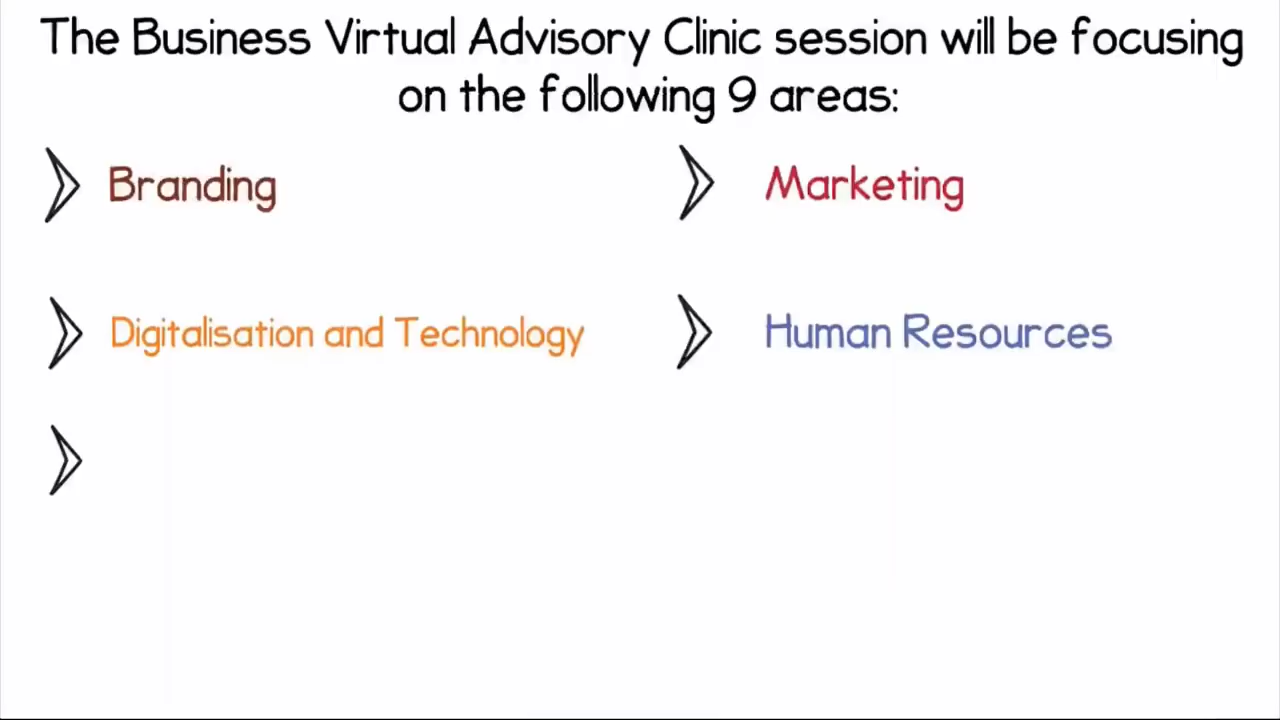 The Business Virtual Advisory Clinic session will be focusing
on the following 9 areas:
Branding
Marketing
Digitalisation and Technology
Human Resources